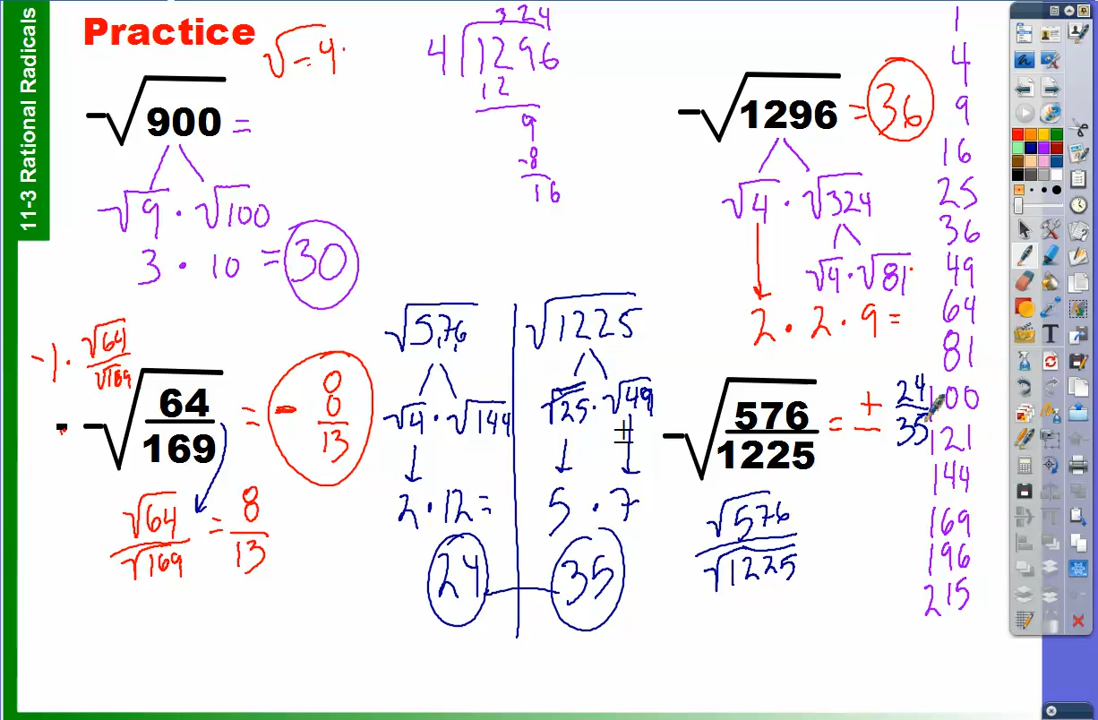 11-3 Rational Radicals
Practice
√-4.
-√900 =
√9 · √100
3 · 10 = 30
324
4)1296
12
9
-8
16
-√1296 = 36
√4 · √324
√4 · √81
2 · 2 · 9 =
-1 · √64/√169
- -√64/169 = - 8/13
√64/√169 = 8/13
√576
√4 · √144
2 · 12 =
24
√1225
√25 · √49
5 · 7
35
-√576/1225 = ± 24/35
√576/√1225
1
4
9
16
25
36
49
64
81
100
121
144
169
196
215